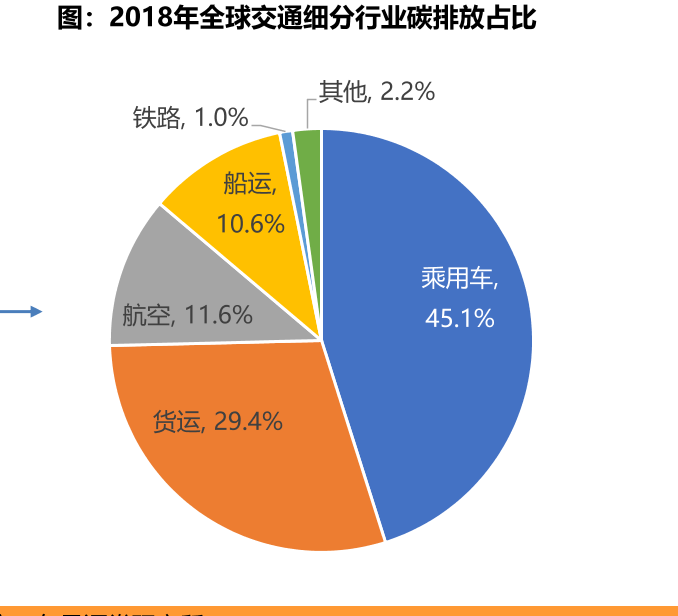 图：2018年全球交通细分行业碳排放占比
其他, 2.2%
铁路, 1.0%
船运,
10.6%
乘用车,
45.1%
航空, 11.6%
货运, 29.4%